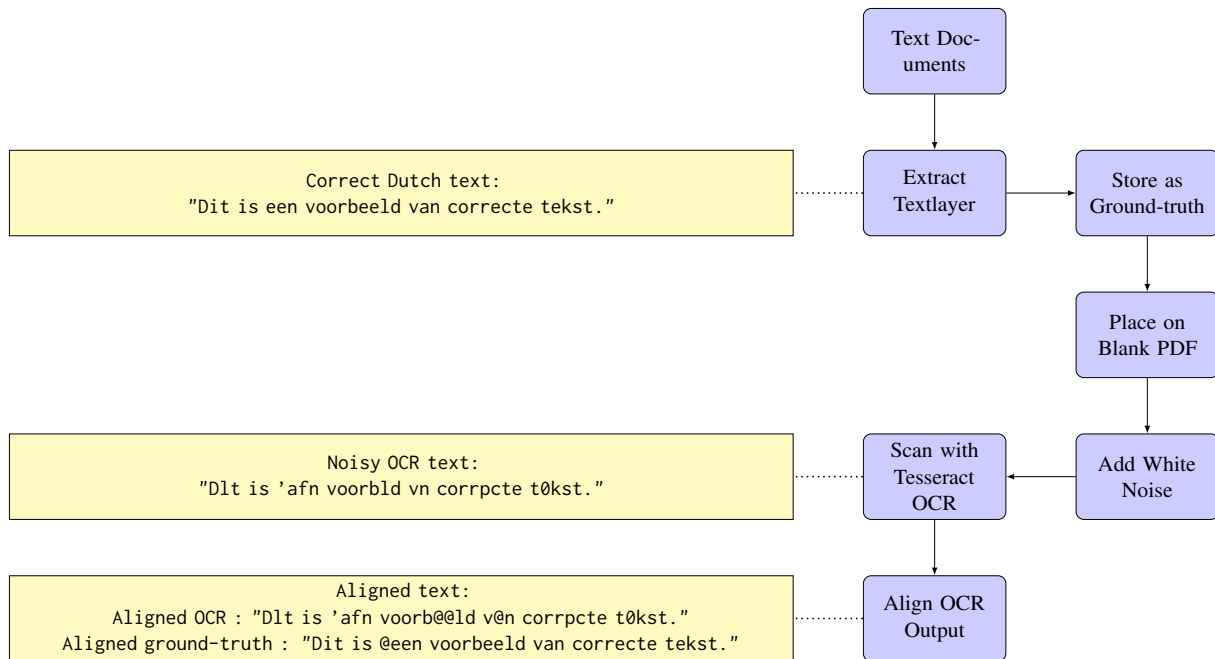 Text Doc-
uments
Correct Dutch text:
"Dit is een voorbeeld van correcte tekst."
Extract
Textlayer
Store as
Ground-truth
Place on
Blank PDF
Noisy OCR text:
"Dlt is 'afn voorbld vn corrpcte t0kst."
Scan with
Tesseract
OCR
Add White
Noise
Aligned text:
Aligned OCR : "Dlt is 'afn voorb@@ld v@n corrpcte t0kst."
Aligned ground-truth : "Dit is @een voorbeeld van correcte tekst."
Align OCR
Output